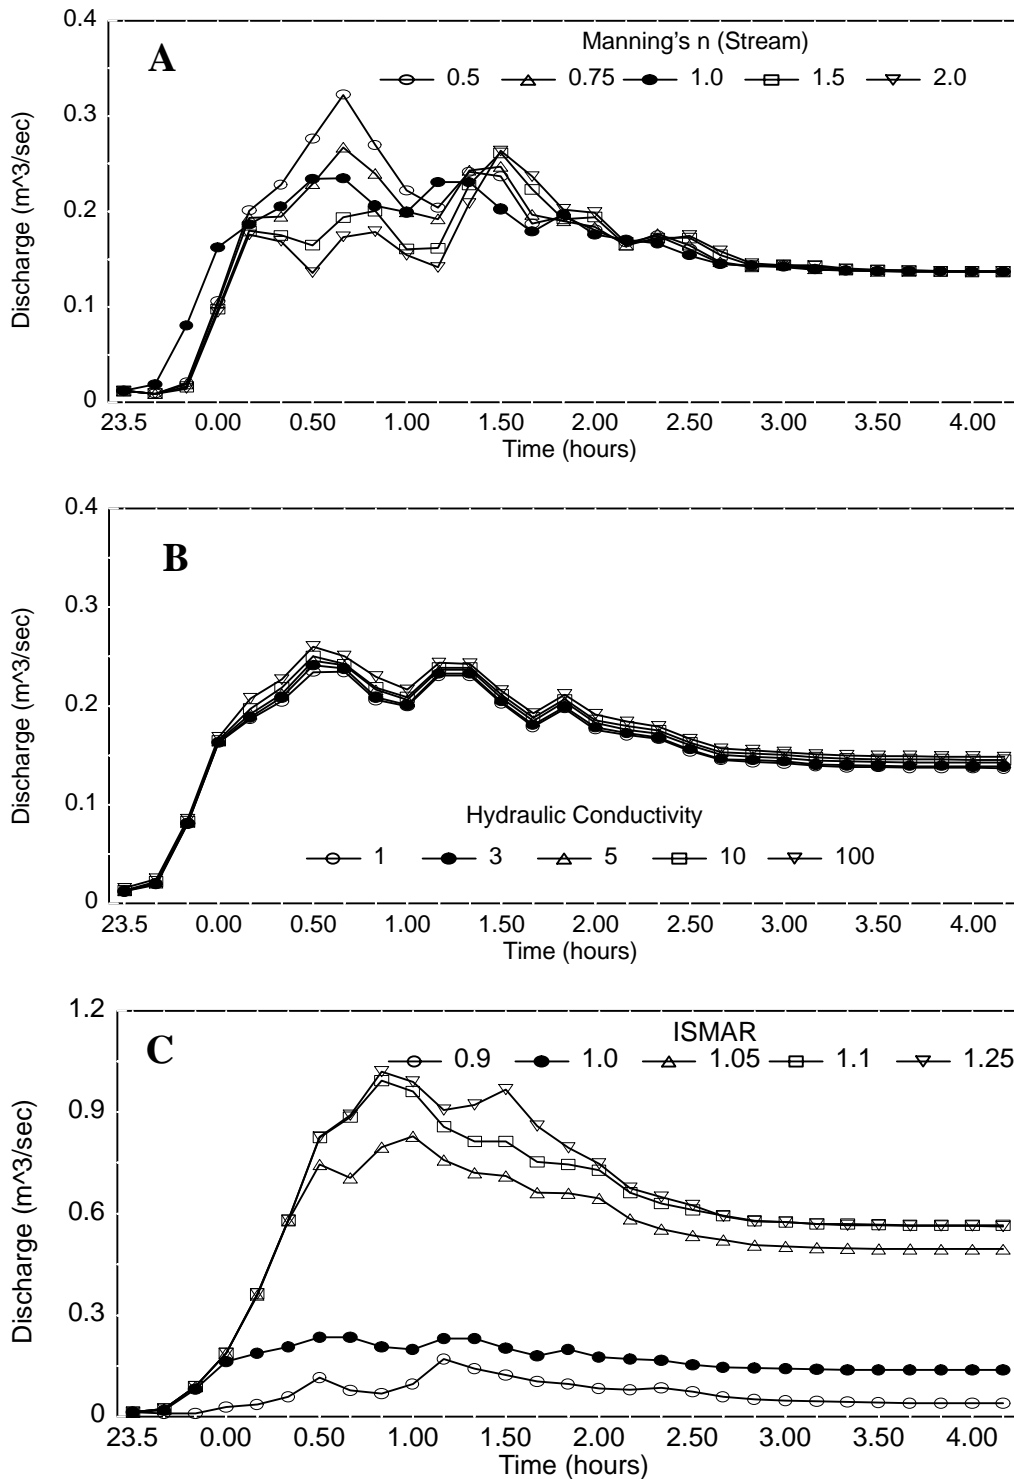 0.4
A
Manning's n (Stream)
0.5 0.75 1.0 1.5 2.0
0.3
0.2
0.1
0
Discharge (m^3/sec)
23.5 0.00 0.50 1.00 1.50 2.00 2.50 3.00 3.50 4.00
Time (hours)
0.4
B
0.3
0.2
0.1
0
Discharge (m^3/sec)
Hydraulic Conductivity
1 3 5 10 100
23.5 0.00 0.50 1.00 1.50 2.00 2.50 3.00 3.50 4.00
Time (hours)
1.2
C
ISMAR
0.9 1.0 1.05 1.1 1.25
0.9
0.6
0.3
0
Discharge (m^3/sec)
23.5 0.00 0.50 1.00 1.50 2.00 2.50 3.00 3.50 4.00
Time (hours)